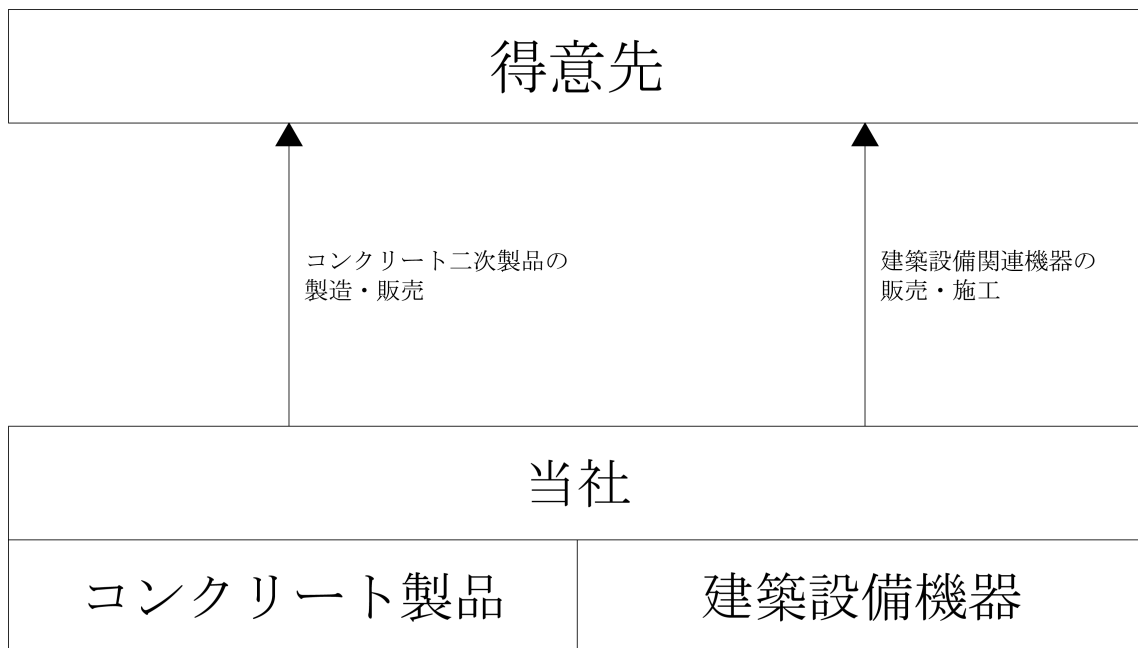 得意先
コンクリート二次製品の
製造・販売
建築設備関連機器の
販売・施工
当社
コンクリート製品
建築設備機器